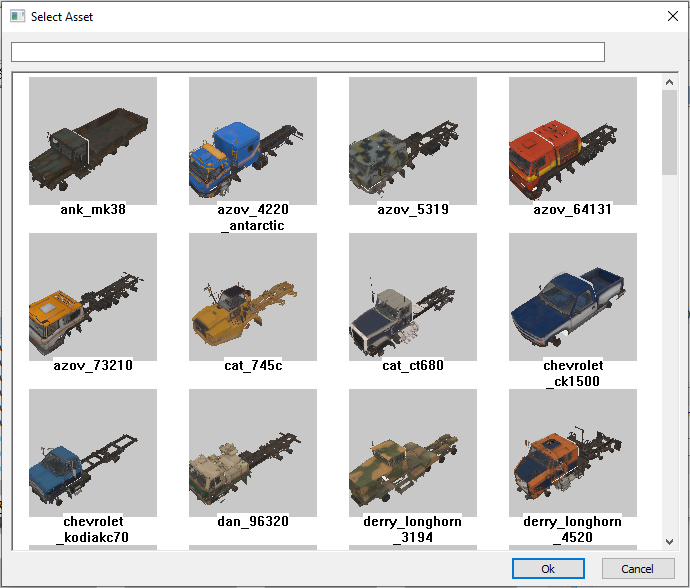 Select Asset
ank_mk38
azov_4220
_antarctic
azov_5319
azov_64131
azov_73210
cat_745c
cat_ct680
chevrolet
_ck1500
chevrolet
_kodiakc70
dan_96320
derry_longhorn
_3194
derry_longhorn
_4520
Ok
Cancel